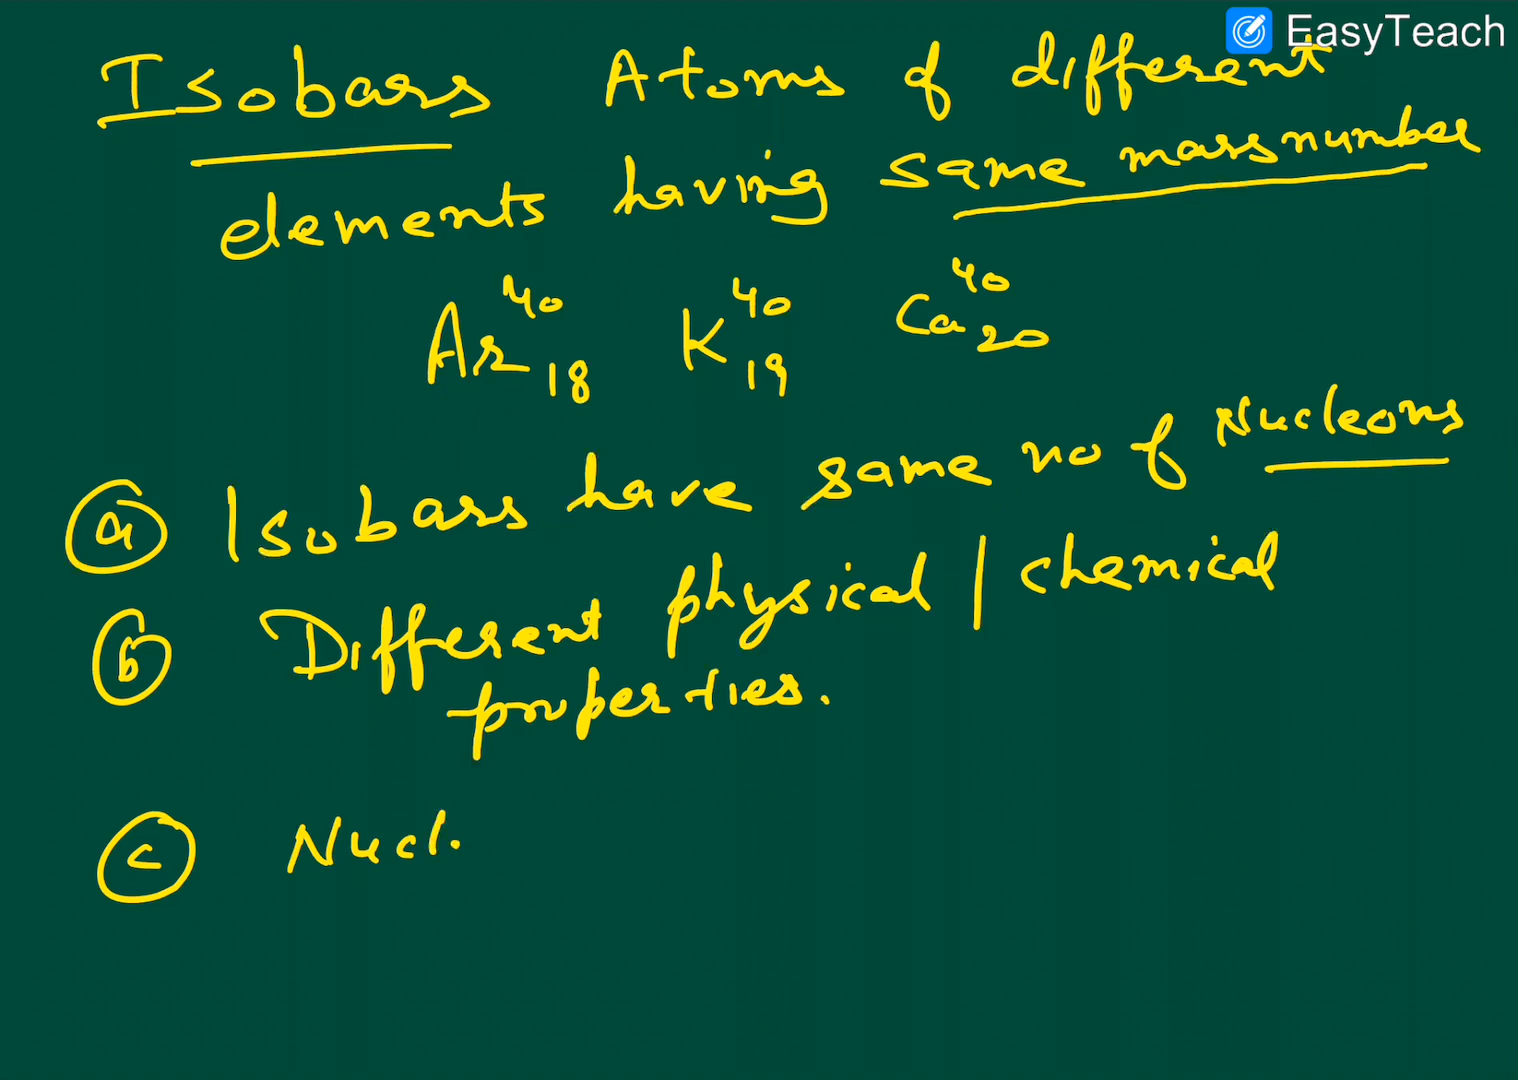 EasyTeach
Isobars Atoms of different
elements having same mass number
Ar 40 18 K 40 19 Ca 40 20
(a) Isobars have same no of Nucleons
(b) Different physical / chemical
properties.
(c) Nucl.